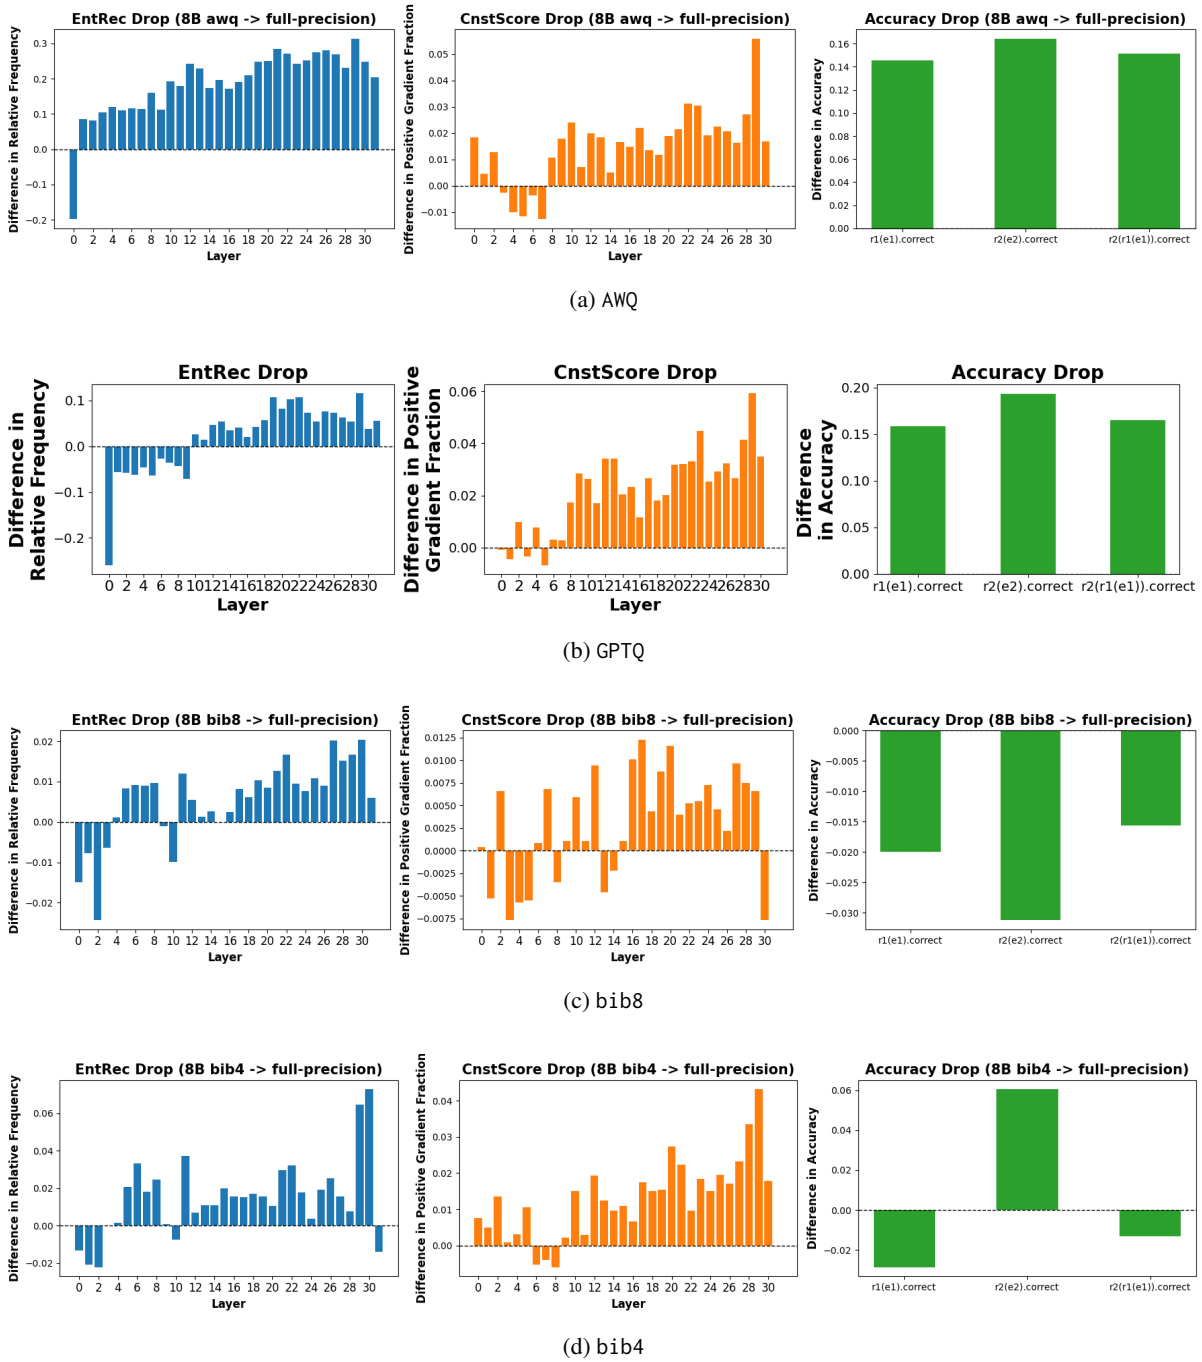 EntRec Drop (8B awq -> full-precision)
Difference in Relative Frequency
0.3
0.2
0.1
0.0
−0.1
−0.2
0 2 4 6 8 10 12 14 16 18 20 22 24 26 28 30
Layer
CnstScore Drop (8B awq -> full-precision)
Difference in Positive Gradient Fraction
0.05
0.04
0.03
0.02
0.01
0.00
−0.01
0 2 4 6 8 10 12 14 16 18 20 22 24 26 28 30
Layer
Accuracy Drop (8B awq -> full-precision)
Difference in Accuracy
0.16
0.14
0.12
0.10
0.08
0.06
0.04
0.02
0.00
r1(e1).correct r2(e2).correct r2(r1(e1)).correct
(a) AWQ
EntRec Drop
Difference in
Relative Frequency
0.1
0.0
−0.1
−0.2
0 2 4 6 8 10 12 14 16 18 20 22 24 26 28 30
Layer
CnstScore Drop
Difference in Positive
Gradient Fraction
0.06
0.04
0.02
0.00
0 2 4 6 8 10 12 14 16 18 20 22 24 26 28 30
Layer
Accuracy Drop
Difference
in Accuracy
0.20
0.15
0.10
0.05
0.00
r1(e1).correct r2(e2).correct r2(r1(e1)).correct
(b) GPTQ
EntRec Drop (8B bib8 -> full-precision)
Difference in Relative Frequency
0.02
0.01
0.00
−0.01
−0.02
0 2 4 6 8 10 12 14 16 18 20 22 24 26 28 30
Layer
CnstScore Drop (8B bib8 -> full-precision)
Difference in Positive Gradient Fraction
0.0125
0.0100
0.0075
0.0050
0.0025
0.0000
−0.0025
−0.0050
−0.0075
0 2 4 6 8 10 12 14 16 18 20 22 24 26 28 30
Layer
Accuracy Drop (8B bib8 -> full-precision)
Difference in Accuracy
0.000
−0.005
−0.010
−0.015
−0.020
−0.025
−0.030
r1(e1).correct r2(e2).correct r2(r1(e1)).correct
(c) bib8
EntRec Drop (8B bib4 -> full-precision)
Difference in Relative Frequency
0.06
0.04
0.02
0.00
−0.02
0 2 4 6 8 10 12 14 16 18 20 22 24 26 28 30
Layer
CnstScore Drop (8B bib4 -> full-precision)
Difference in Positive Gradient Fraction
0.04
0.03
0.02
0.01
0.00
0 2 4 6 8 10 12 14 16 18 20 22 24 26 28 30
Layer
Accuracy Drop (8B bib4 -> full-precision)
Difference in Accuracy
0.06
0.04
0.02
0.00
−0.02
r1(e1).correct r2(e2).correct r2(r1(e1)).correct
(d) bib4